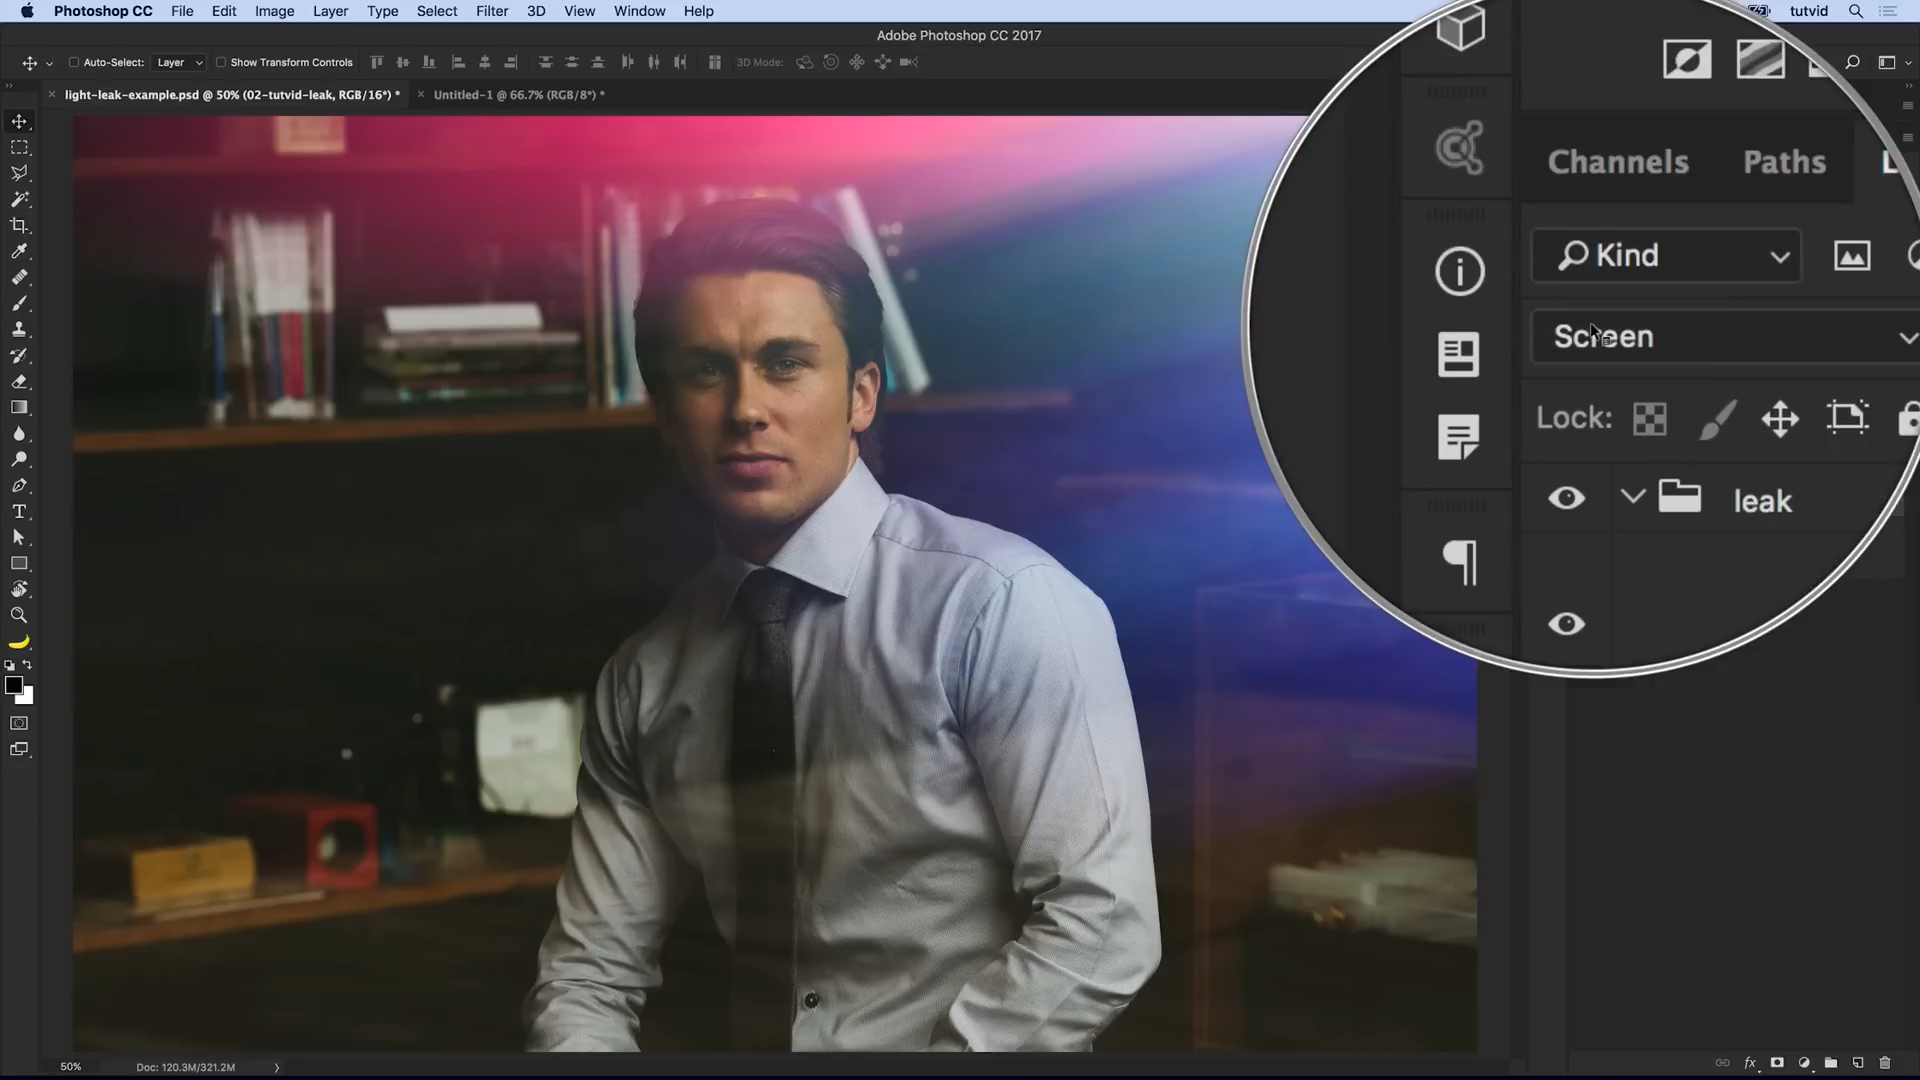 Photoshop CC File Edit Image Layer Type Select Filter 3D View Window Help tutvid
Adobe Photoshop CC 2017
Auto-Select: Layer Show Transform Controls 3D Mode:
light-leak-example.psd @ 50% (02-tutvid-leak, RGB/16*) * Untitled-1 @ 66.7% (RGB/8*) *
Channels Paths
Kind
Screen
Lock:
leak
50% Doc: 120.3M/321.2M
fx